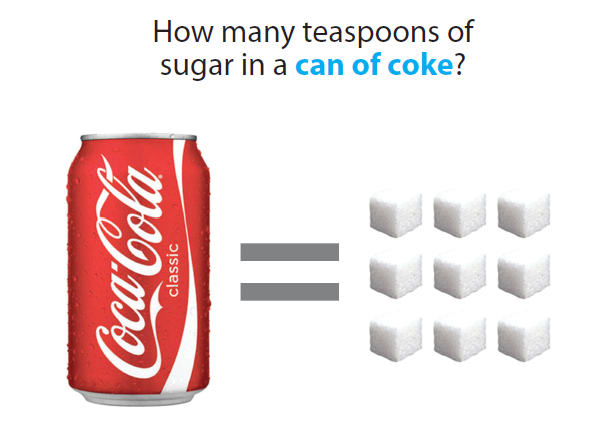 How many teaspoons of
sugar in a can of coke?
Coca-Cola
classic